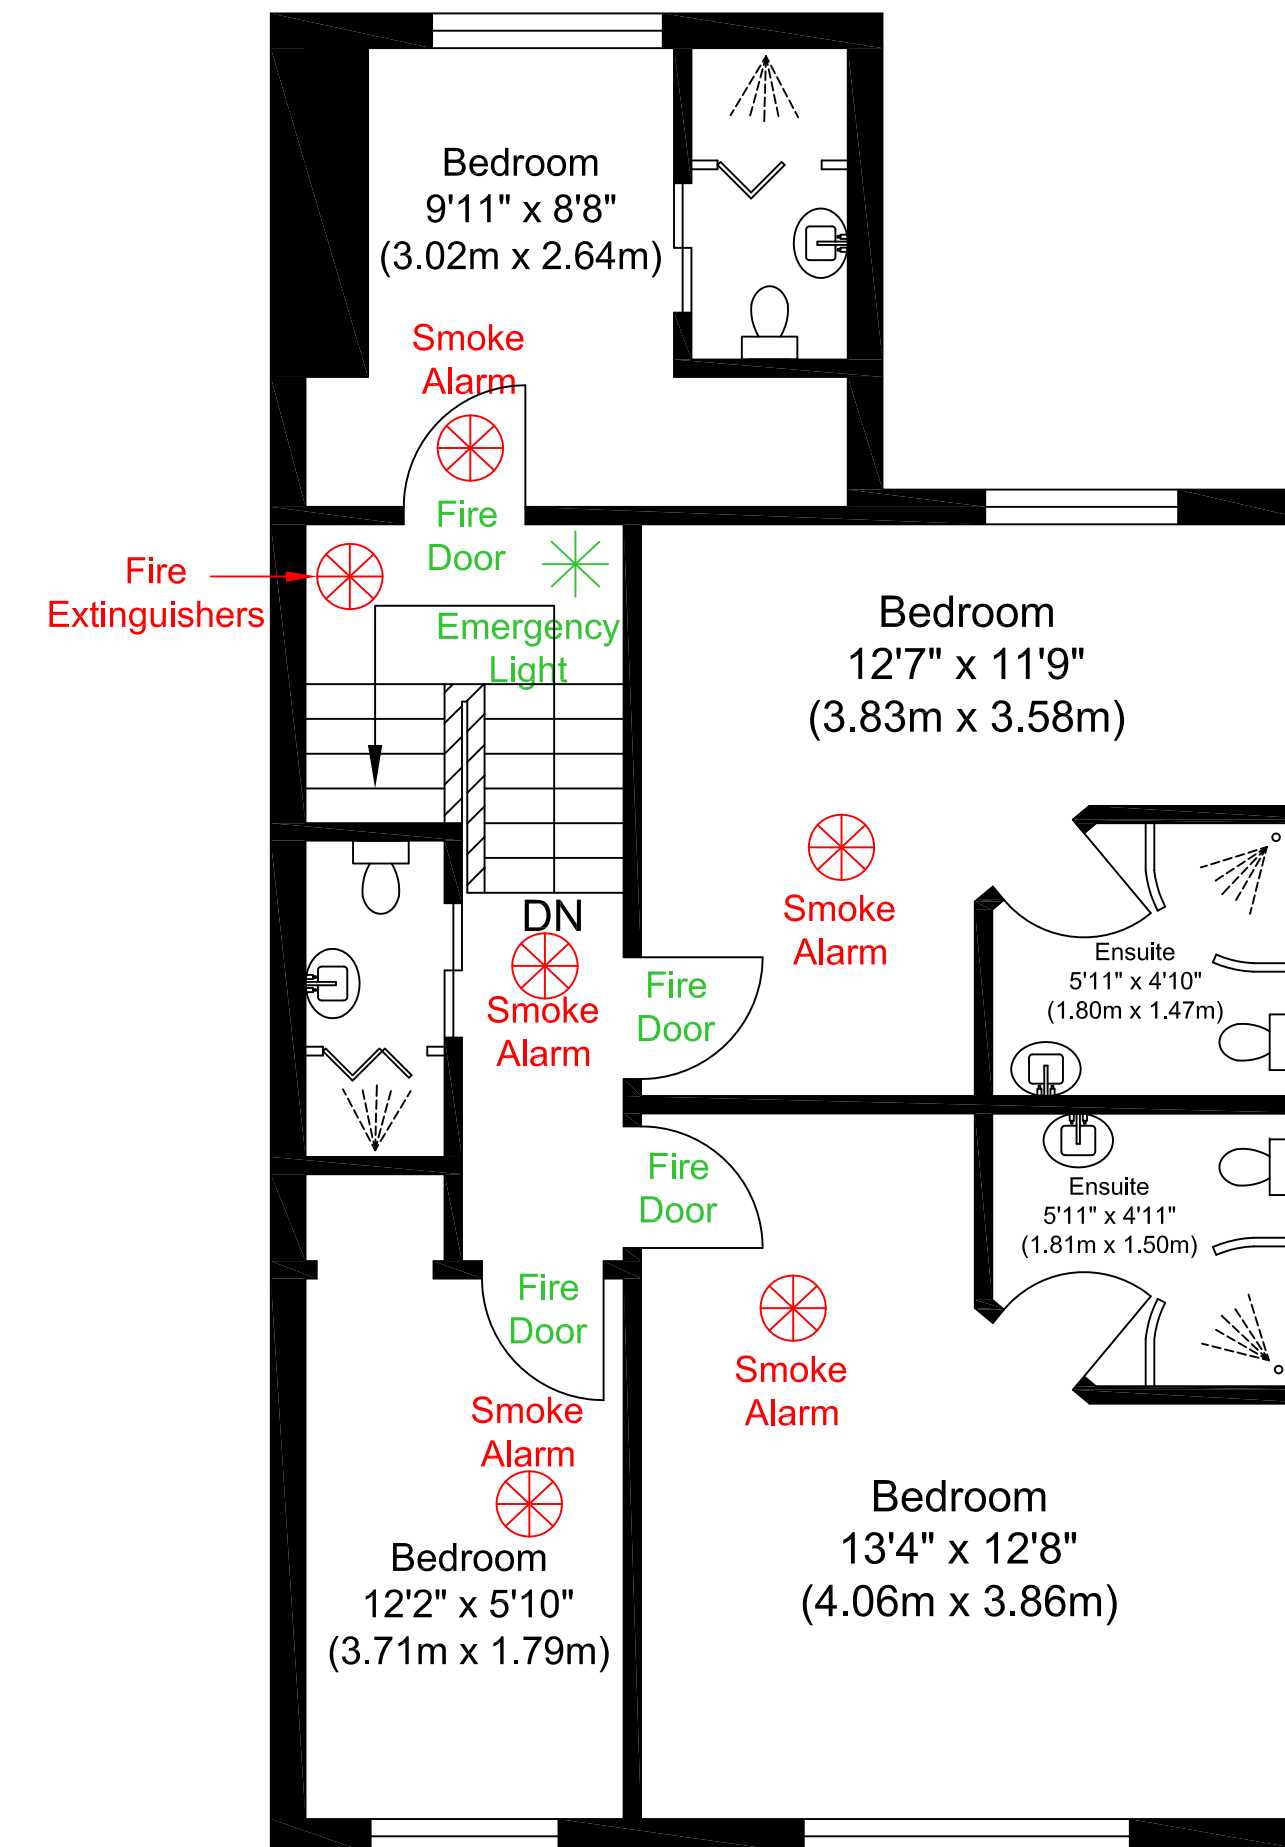 Bedroom
9'11" x 8'8"
(3.02m x 2.64m)
Smoke
Alarm
Fire
Door
Fire
Extinguishers
Emergency
Light
Bedroom
12'7" x 11'9"
(3.83m x 3.58m)
Smoke
Alarm
DN
Smoke
Alarm
Fire
Door
Ensuite
5'11" x 4'10"
(1.80m x 1.47m)
Fire
Door
Ensuite
5'11" x 4'11"
(1.81m x 1.50m)
Fire
Door
Smoke
Alarm
Smoke
Alarm
Bedroom
12'2" x 5'10"
(3.71m x 1.79m)
Bedroom
13'4" x 12'8"
(4.06m x 3.86m)